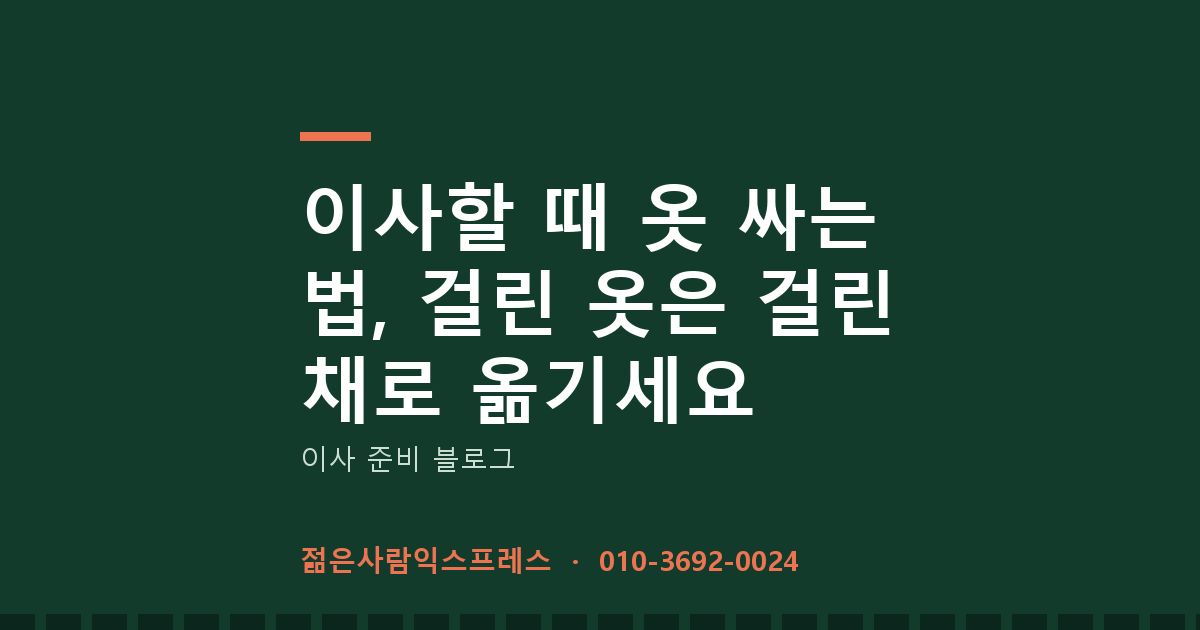 이사할 때 옷 싸는
법, 걸린 옷은 걸린
채로 옮기세요
이사 준비 블로그
젊은사람익스프레스 · 010-3692-0024